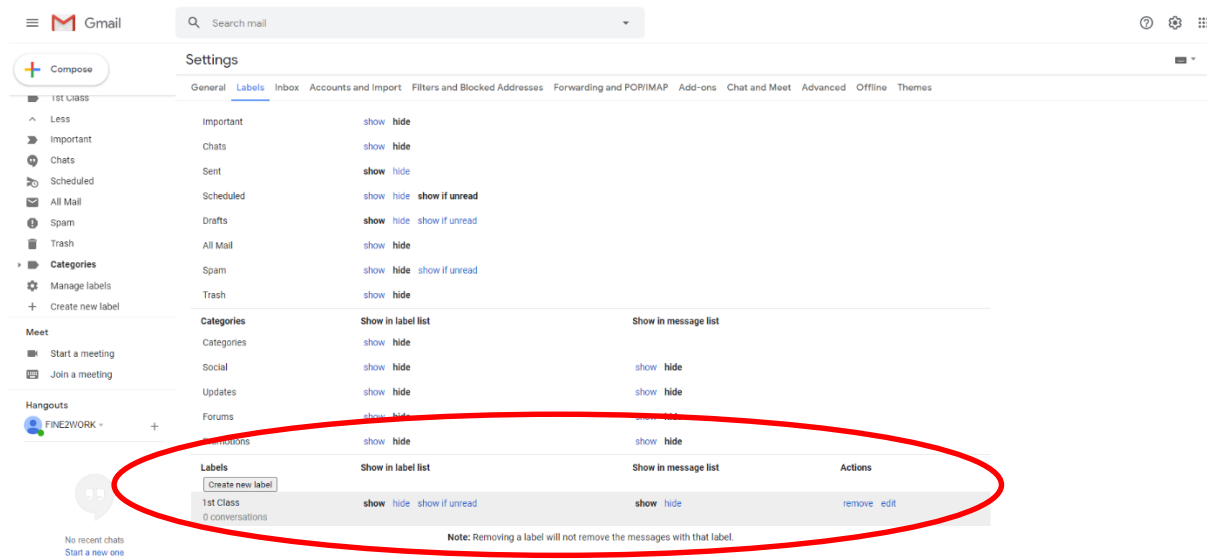 Gmail
Search mail
Compose
1st Class
Less
Important
Chats
Scheduled
All Mail
Spam
Trash
Categories
Manage labels
Create new label
Meet
Start a meeting
Join a meeting
Hangouts
FINE2WORK
No recent chats
Start a new one
Settings
General Labels Inbox Accounts and Import Filters and Blocked Addresses Forwarding and POP/IMAP Add-ons Chat and Meet Advanced Offline Themes
Important show hide
Chats show hide
Sent show hide
Scheduled show hide show if unread
Drafts show hide show if unread
All Mail show hide
Spam show hide show if unread
Trash show hide
Categories Show in label list Show in message list
Categories show hide
Social show hide show hide
Updates show hide show hide
Forums show hide show hide
Promotions show hide show hide
Labels Show in label list Show in message list Actions
Create new label
1st Class show hide show if unread show hide remove edit
0 conversations
Note: Removing a label will not remove the messages with that label.